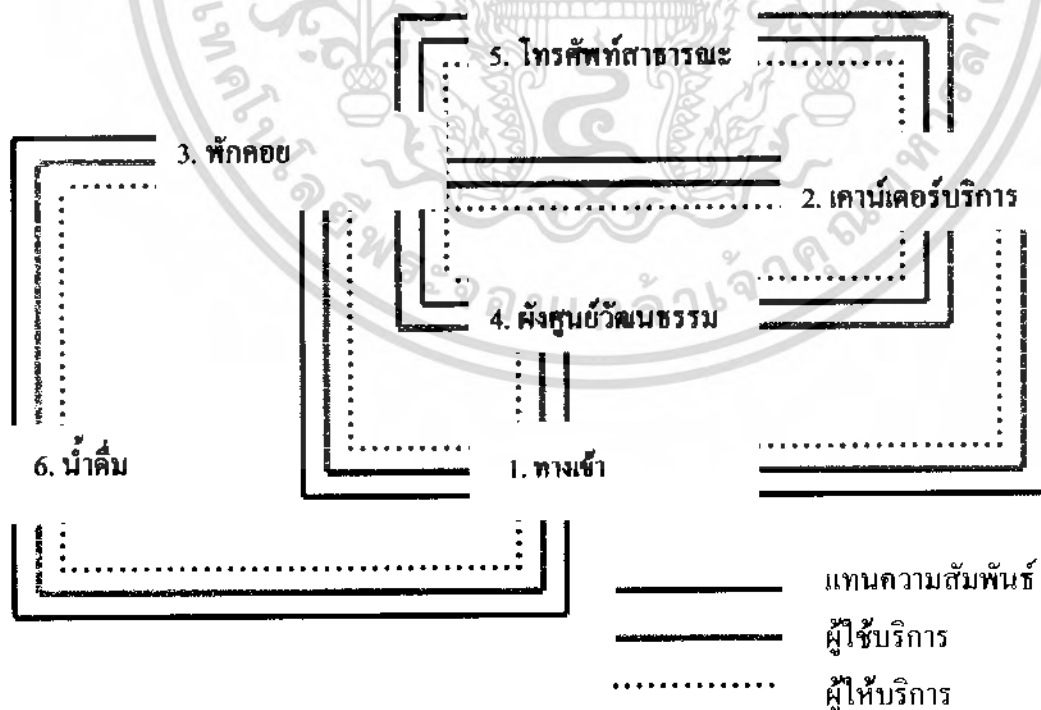 5. โทรศัพท์สาธารณะ
3. พักคอย
2. เคาน์เตอร์บริการ
4. ผังศูนย์วัฒนธรรม
6. น้ำดื่ม
1. ทางเข้า
แทนความสัมพันธ์
ผู้ใช้บริการ
ผู้ให้บริการ